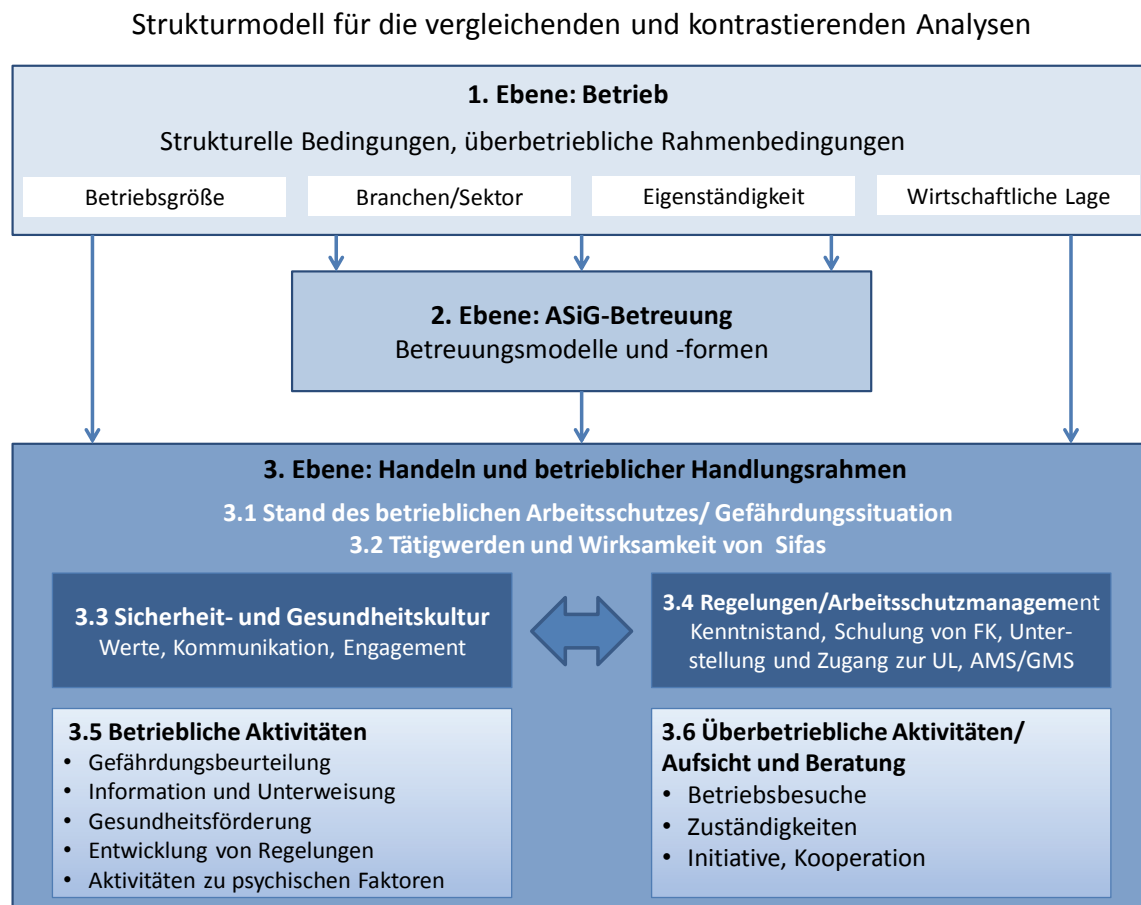 Strukturmodell für die vergleichenden und kontrastierenden Analysen
1. Ebene: Betrieb
Strukturelle Bedingungen, überbetriebliche Rahmenbedingungen
Betriebsgröße
Branchen/Sektor
Eigenständigkeit
Wirtschaftliche Lage
2. Ebene: ASiG-Betreuung
Betreuungsmodelle und -formen
3. Ebene: Handeln und betrieblicher Handlungsrahmen
3.1 Stand des betrieblichen Arbeitsschutzes/ Gefährdungssituation
3.2 Tätigwerden und Wirksamkeit von Sifas
3.3 Sicherheit- und Gesundheitskultur
Werte, Kommunikation, Engagement
3.4 Regelungen/Arbeitsschutzmanagement
Kenntnistand, Schulung von FK, Unter-
stellung und Zugang zur UL, AMS/GMS
3.5 Betriebliche Aktivitäten
• Gefährdungsbeurteilung
• Information und Unterweisung
• Gesundheitsförderung
• Entwicklung von Regelungen
• Aktivitäten zu psychischen Faktoren
3.6 Überbetriebliche Aktivitäten/
Aufsicht und Beratung
• Betriebsbesuche
• Zuständigkeiten
• Initiative, Kooperation